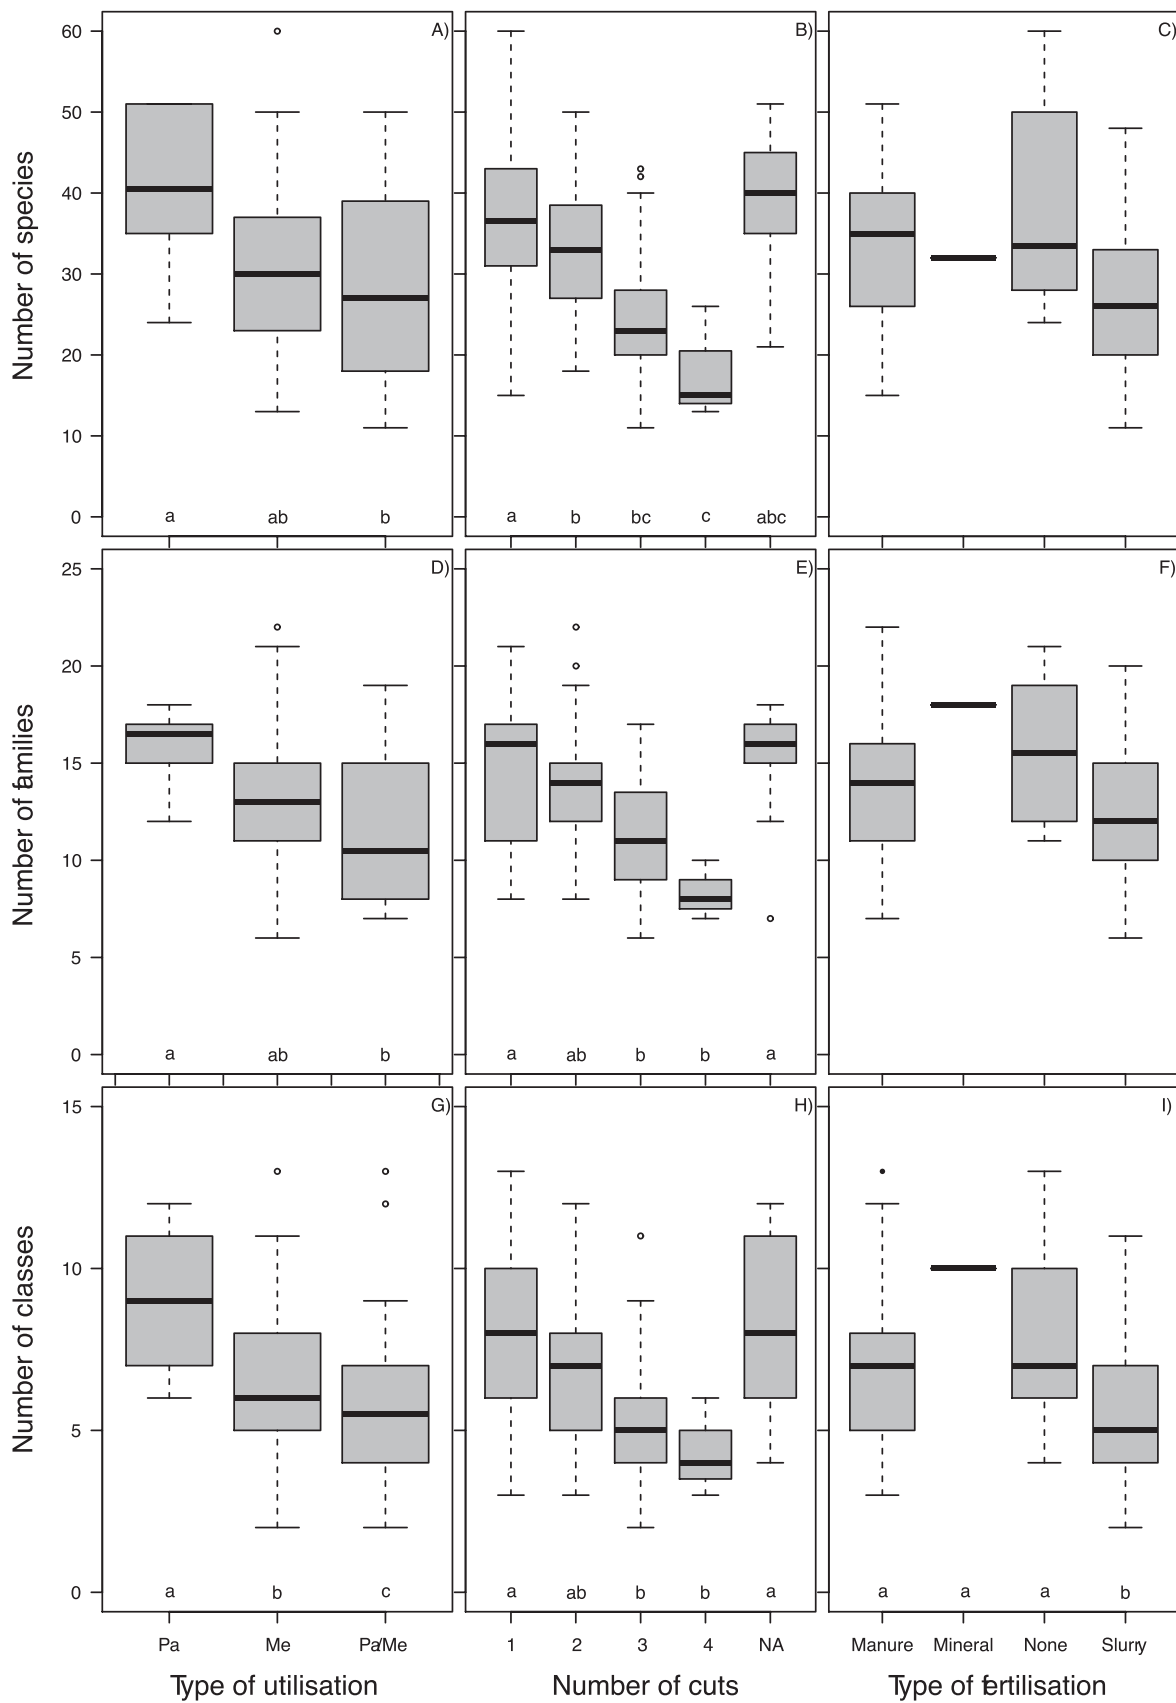 A) B) C)
60
50
40
30
20
10
0
Number of species
a ab b a b bc c abc
D) E) F)
25
20
15
10
5
0
Number of families
a ab b a ab b b a
G) H) I)
15
10
5
0
Number of classes
a b c a ab b b a a a a b
Pa Me Pa/Me 1 2 3 4 NA Manure Mineral None Slurry
Type of utilisation Number of cuts Type of fertilisation